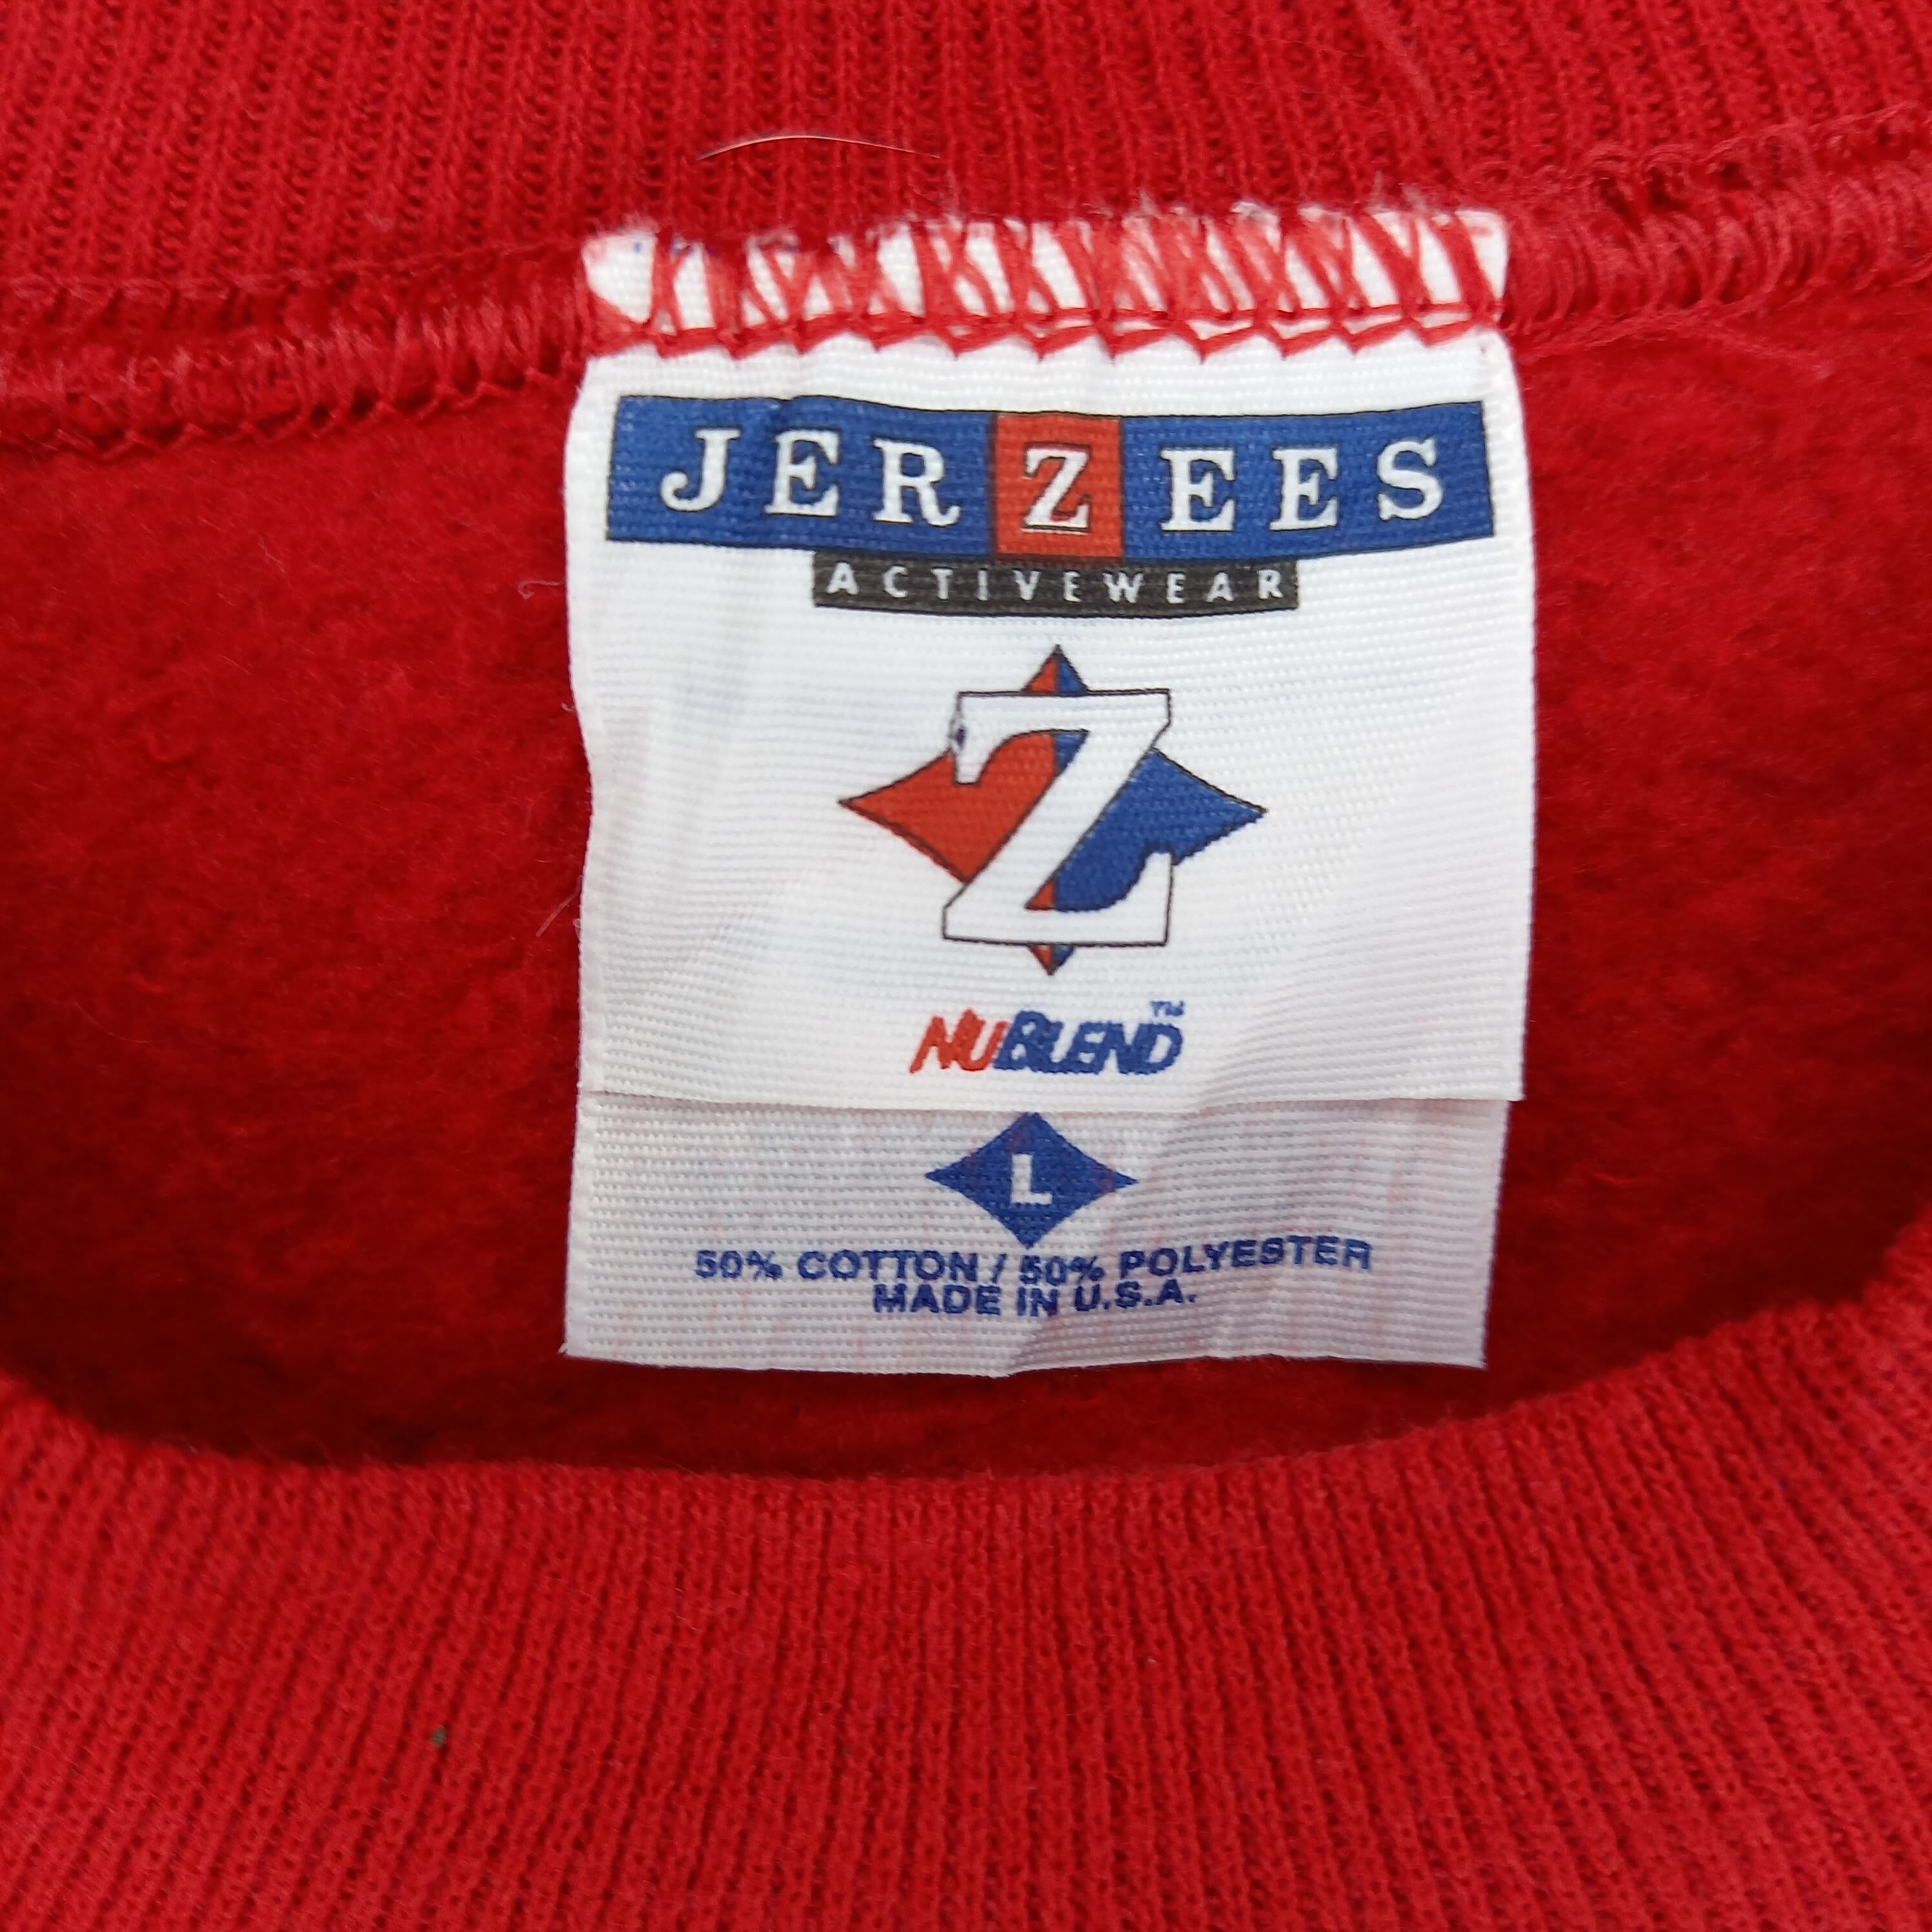 JERZEES
ACTIVEWEAR
Z
NUBLEND™
L
50% COTTON / 50% POLYESTER
MADE IN U.S.A.